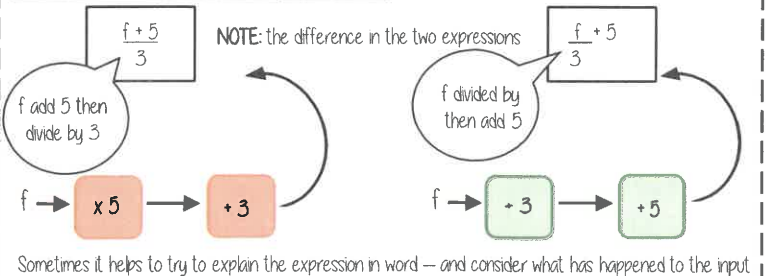 f + 5
3
NOTE: the difference in the two expressions
f + 5
3
f add 5 then
divide by 3
f divided by
then add 5
f
x 5
+ 3
f
÷ 3
+ 5
Sometimes it helps to try to explain the expression in word – and consider what has happened to the input